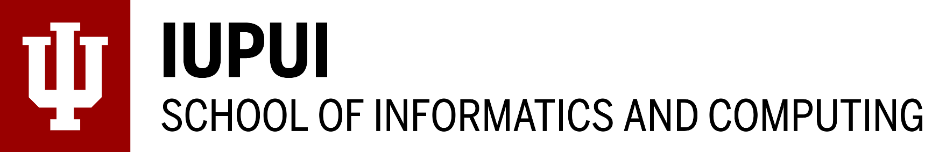 IUPUI
SCHOOL OF INFORMATICS AND COMPUTING